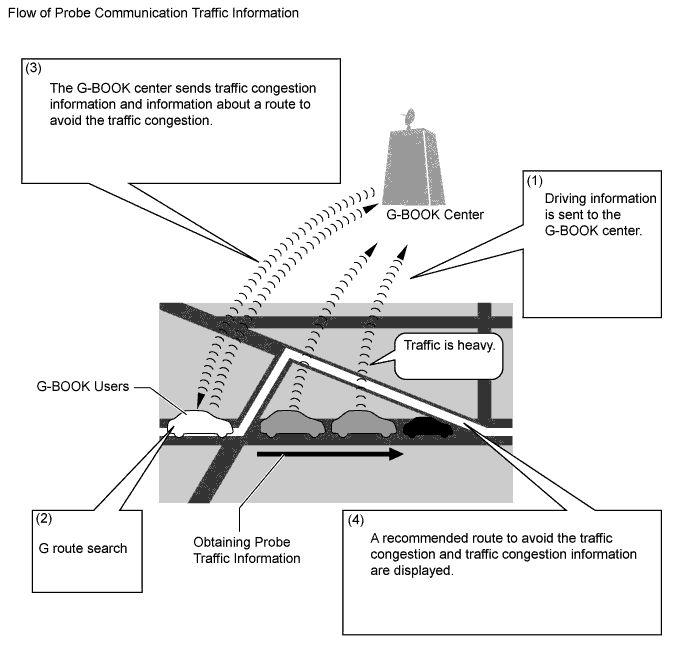 Flow of Probe Communication Traffic Information
(3)
The G-BOOK center sends traffic congestion
information and information about a route to
avoid the traffic congestion.
G-BOOK Center
(1)
Driving information
is sent to the
G-BOOK center.
Traffic is heavy.
G-BOOK Users
(2)
G route search
Obtaining Probe
Traffic Information
(4)
A recommended route to avoid the traffic
congestion and traffic congestion information
are displayed.